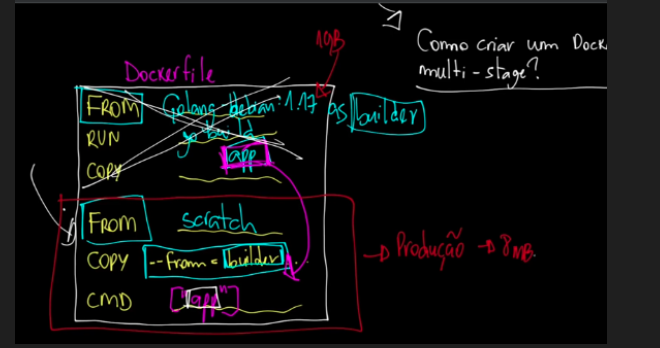 1GB
Como criar um Dock
multi-stage?
Dockerfile
FROM Golang-debian:1.17 as builder
RUN go build
app
COPY
FROM scratch
COPY --from=builder
CMD ["app"]
→ Produção → 8MB.